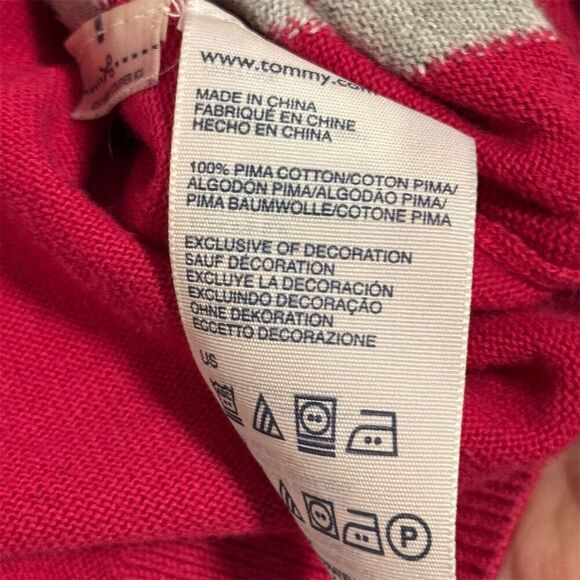 www.tommy.com
MADE IN CHINA
FABRIQUÉ EN CHINE
HECHO EN CHINA
100% PIMA COTTON/COTON PIMA/
ALGODÓN PIMA/ALGODÃO PIMA/
PIMA BAUMWOLLE/COTONE PIMA
EXCLUSIVE OF DECORATION
SAUF DÉCORATION
EXCLUYE LA DECORACIÓN
EXCLUINDO DECORAÇÃO
OHNE DEKORATION
ECCETTO DECORAZIONE
US
P